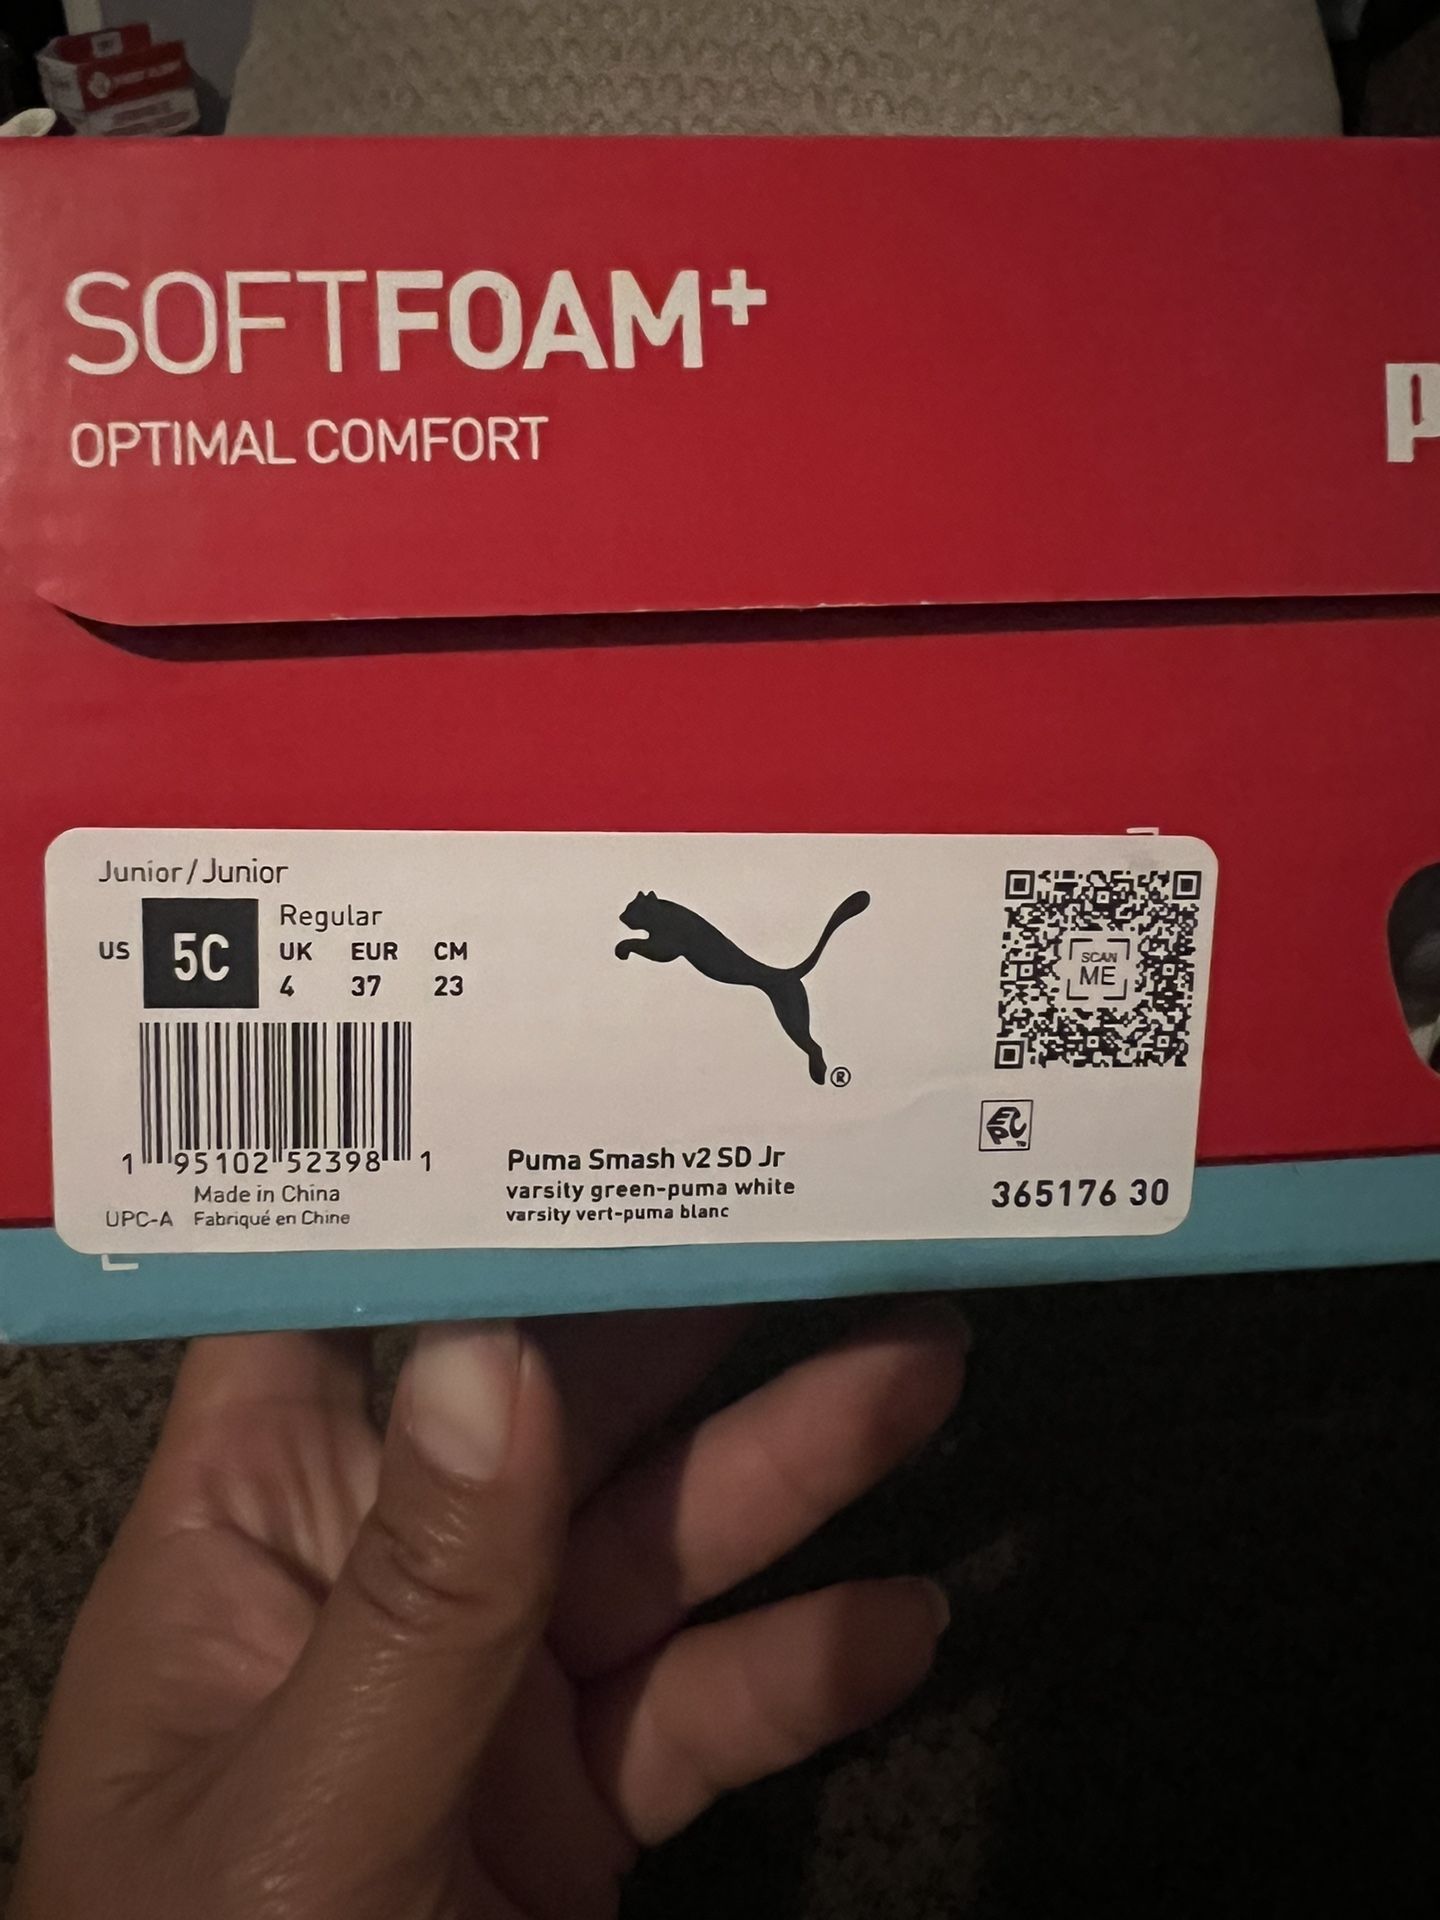 SOFTFOAM+
OPTIMAL COMFORT
Junior / Junior
US 5C
Regular
UK EUR CM
4 37 23
1 95102 52398 1
Made in China
UPC-A Fabriqué en Chine
®
Puma Smash v2 SD Jr
varsity green-puma white
varsity vert-puma blanc
SCAN
ME
365176 30